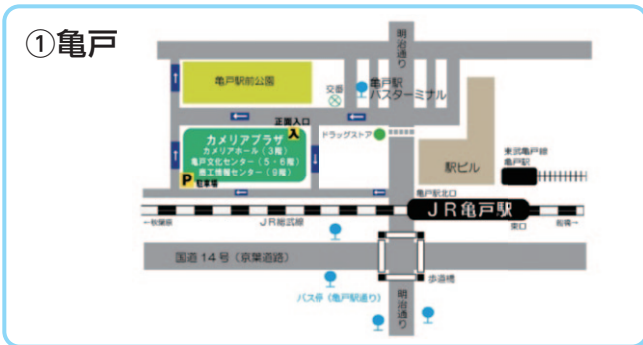 ①亀戸
明治通り
亀戸駅前公園
交番
亀戸駅
バスターミナル
正面入口
入
カメリアプラザ
カメリアホール(3階)
亀戸文化センター(5・6階)
商工情報センター(9階)
P
駐車場
ドラッグストア
駅ビル
東武亀戸線
亀戸駅
亀戸駅北口
JR亀戸駅
東口
←秋葉原
JR総武線
船橋→
国道14号(京葉道路)
歩道橋
バス停(亀戸駅通り)
明治通り